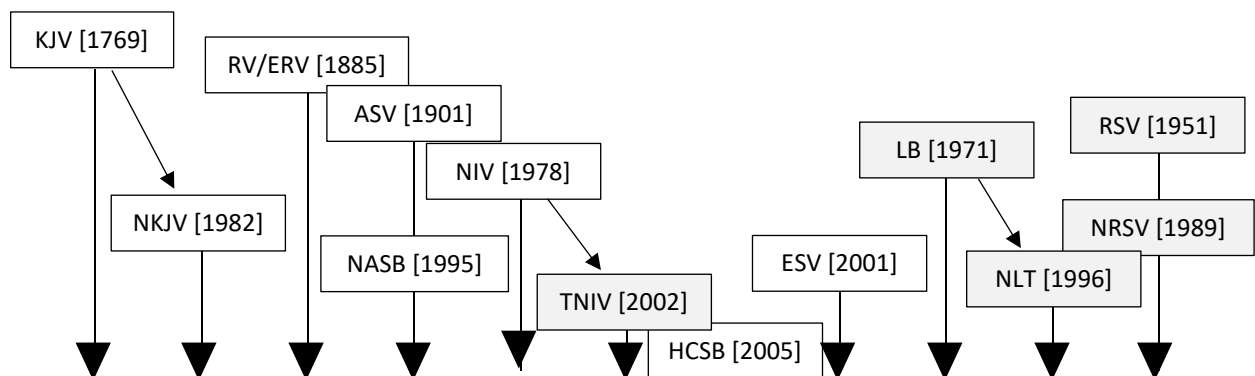 KJV [1769]
RV/ERV [1885]
ASV [1901]
RSV [1951]
LB [1971]
NIV [1978]
NKJV [1982]
NRSV [1989]
NASB [1995]
ESV [2001]
NLT [1996]
TNIV [2002]
HCSB [2005]